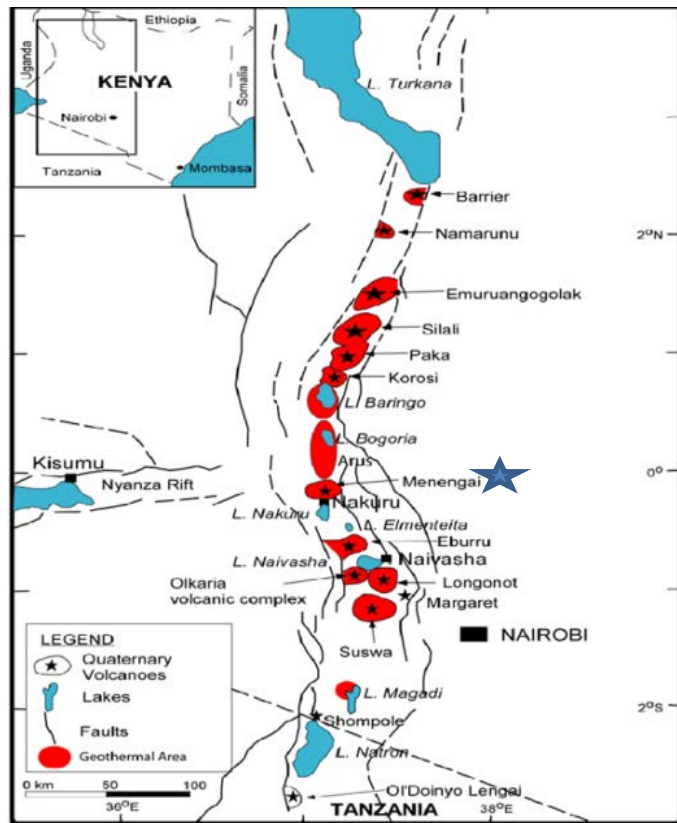 Ethiopia
Uganda
KENYA
Somalia
Nairobi
Mombasa
Tanzania
L. Turkana
Barrier
Namarunu
2°N
Emuruangogolak
Silali
Paka
Korosi
L. Baringo
L. Bogoria
Arus
Kisumu
Nyanza Rift
Menengai
0°
Nakuru
L. Nakuru
L. Elmenteita
Eburru
L. Naivasha
Naivasha
Olkaria
volcanic complex
Longonot
Margaret
NAIROBI
Suswa
LEGEND
Quaternary
Volcanoes
Lakes
Faults
Geothermal Area
L. Magadi
2°S
Shompole
L. Natron
0 km 50 100
Ol'Doinyo Lengai
36°E
TANZANIA
38°E